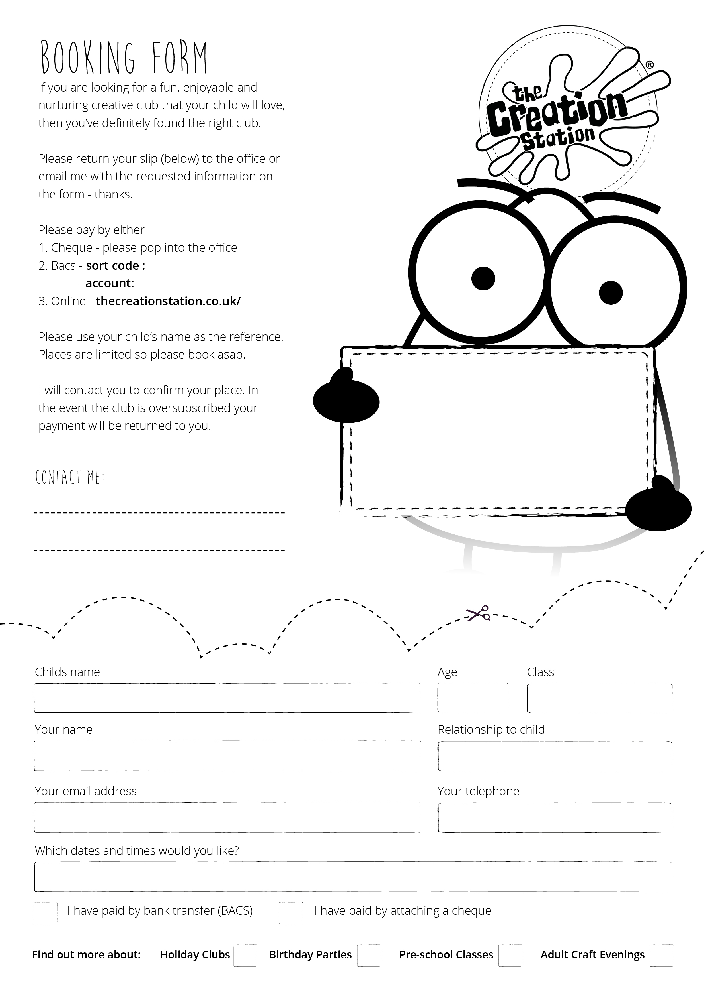 BOOKING FORM
If you are looking for a fun, enjoyable and
nurturing creative club that your child will love,
then you’ve definitely found the right club.
Please return your slip (below) to the office or
email me with the requested information on
the form - thanks.
Please pay by either
1. Cheque - please pop into the office
2. Bacs - sort code :
- account:
3. Online - thecreationstation.co.uk/
Please use your child’s name as the reference.
Places are limited so please book asap.
I will contact you to confirm your place. In
the event the club is oversubscribed your
payment will be returned to you.
CONTACT ME:
the
Creation
Station
®
Childs name
Age
Class
Your name
Relationship to child
Your email address
Your telephone
Which dates and times would you like?
I have paid by bank transfer (BACS)
I have paid by attaching a cheque
Find out more about: Holiday Clubs Birthday Parties Pre-school Classes Adult Craft Evenings